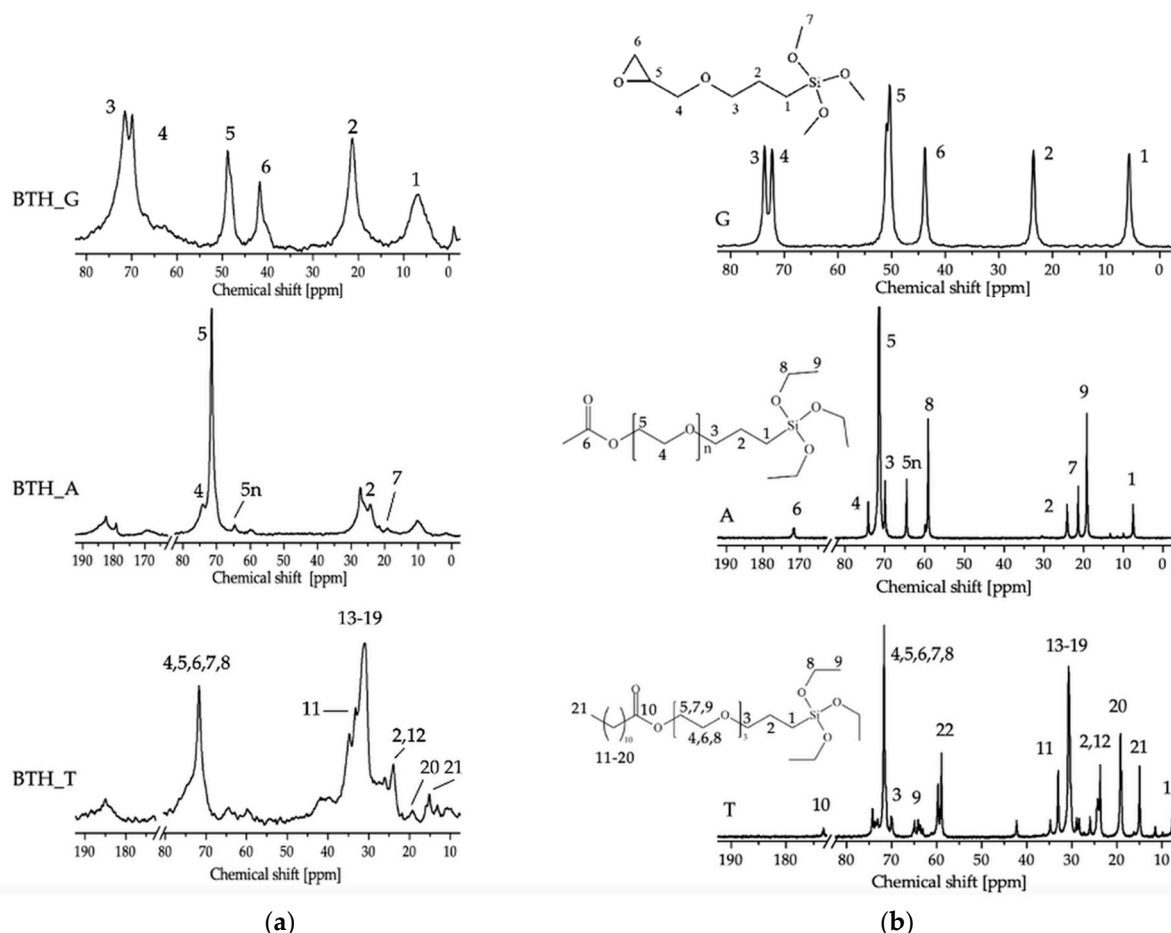 3
4
5
6
2
1
BTH_G
80 70 60 50 40 30 20 10 0
Chemical shift [ppm]
5
4
5n
2
7
BTH_A
190 180 170 80 70 60 50 40 30 20 10 0
Chemical shift [ppm]
4,5,6,7,8
13-19
11
2,12
20
21
BTH_T
190 180 170 80 70 60 50 40 30 20 10 0
Chemical shift [ppm]
(a)
6
O
5
4
O
3
2
1
Si
O
O
O
7
3
4
5
6
2
1
G
80 70 60 50 40 30 20 10 0
Chemical shift [ppm]
O
6
O
5
4
O
n
3
2
1
Si
O
O
O
8
9
6
4
5
3
5n
8
2
7
9
1
A
190 180 170 80 70 60 50 40 30 20 10 0
Chemical shift [ppm]
21
10
11-20
O
10
O
5,7,9
4,6,8
O
3
3
2
1
Si
O
O
O
8
9
10
4,5,6,7,8
3
9
22
11
13-19
2,12
20
21
1
T
190 180 170 80 70 60 50 40 30 20 10
Chemical shift [ppm]
(b)